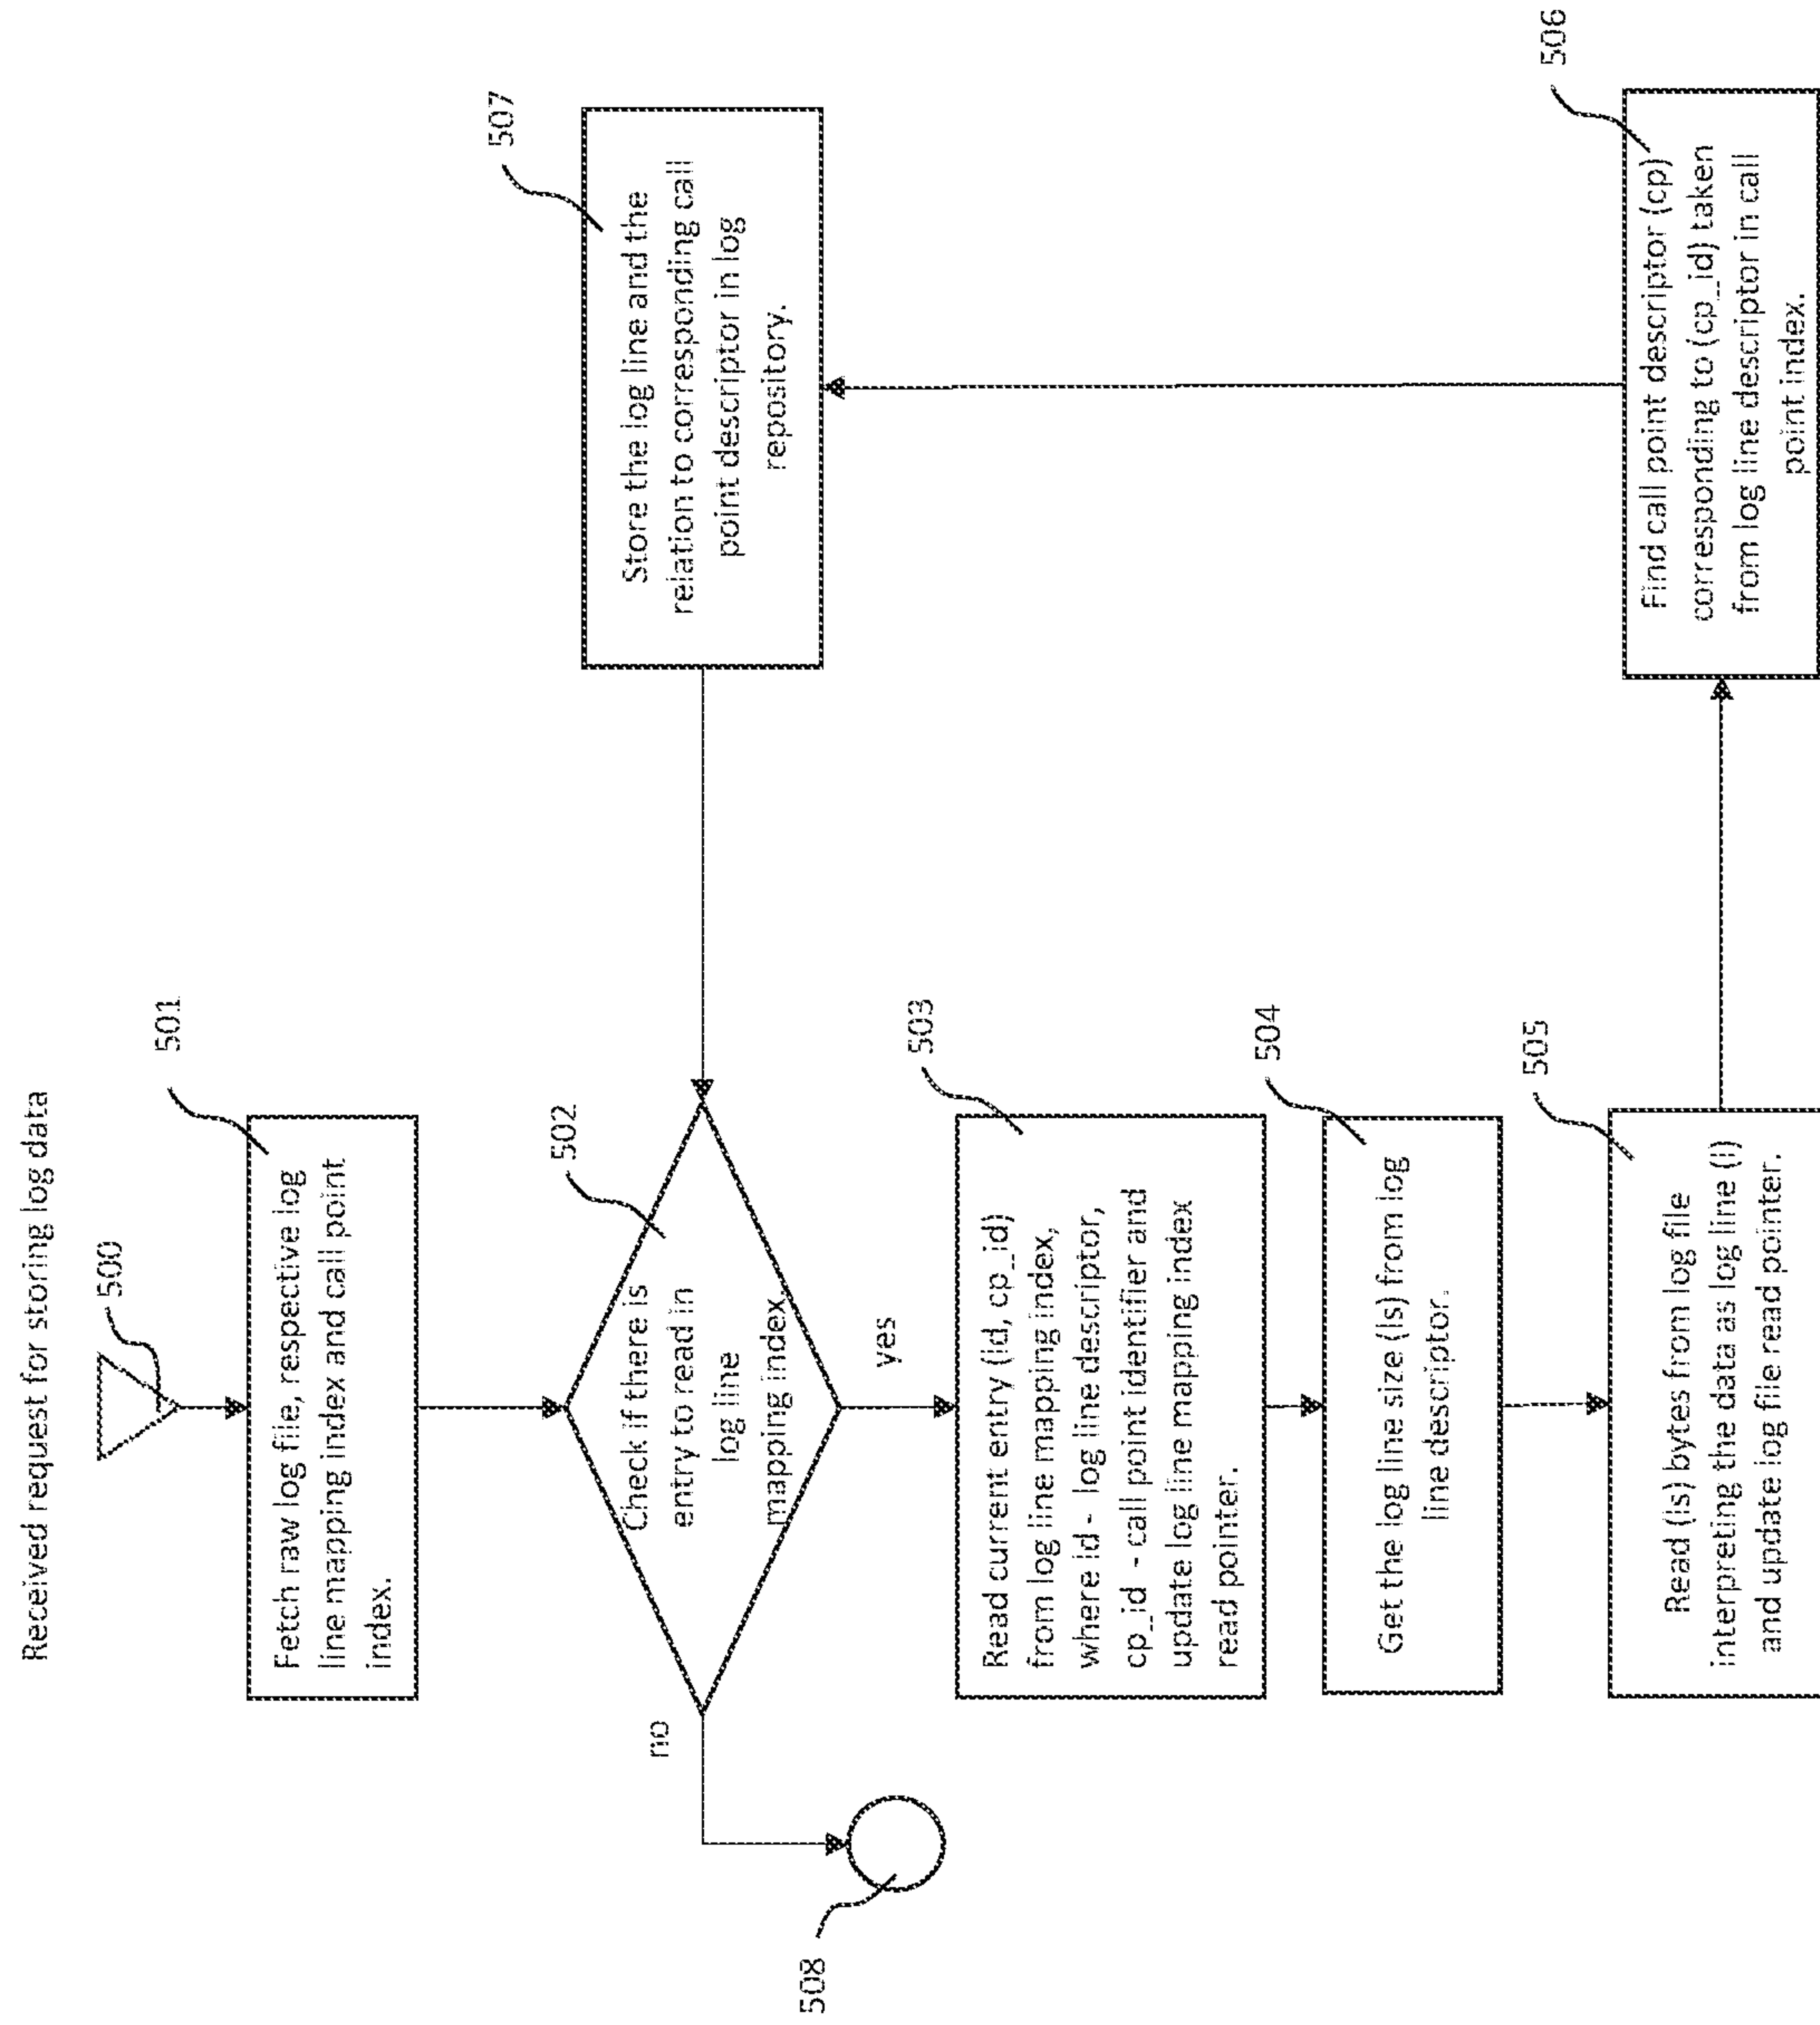 Received request for storing log data
500
501
Fetch raw log file, respective log
line mapping index and call point
index.
502
Check if there is
entry to read in
log line
mapping index.
no
yes
508
503
Read current entry (ld, cp_id)
from log line mapping index,
where ld - log line descriptor,
cp_id - call point identifier and
update log line mapping index
read pointer.
504
Get the log line size (ls) from log
line descriptor.
505
Read (ls) bytes from log file
interpreting the data as log line (l)
and update log file read pointer.
506
Find call point descriptor (cp)
corresponding to (cp_id) taken
from log line descriptor in call
point index.
507
Store the log line and the
relation to corresponding call
point descriptor in log
repository.